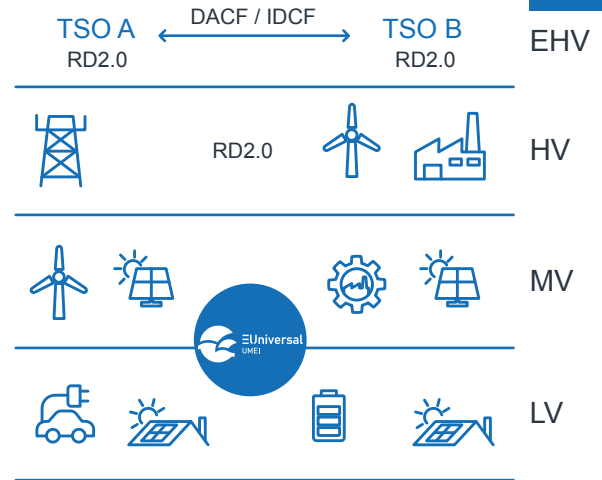 DACF / IDCF
TSO A
TSO B
EHV
RD2.0
RD2.0
RD2.0
HV
MV
EUniversal
UMEI
LV